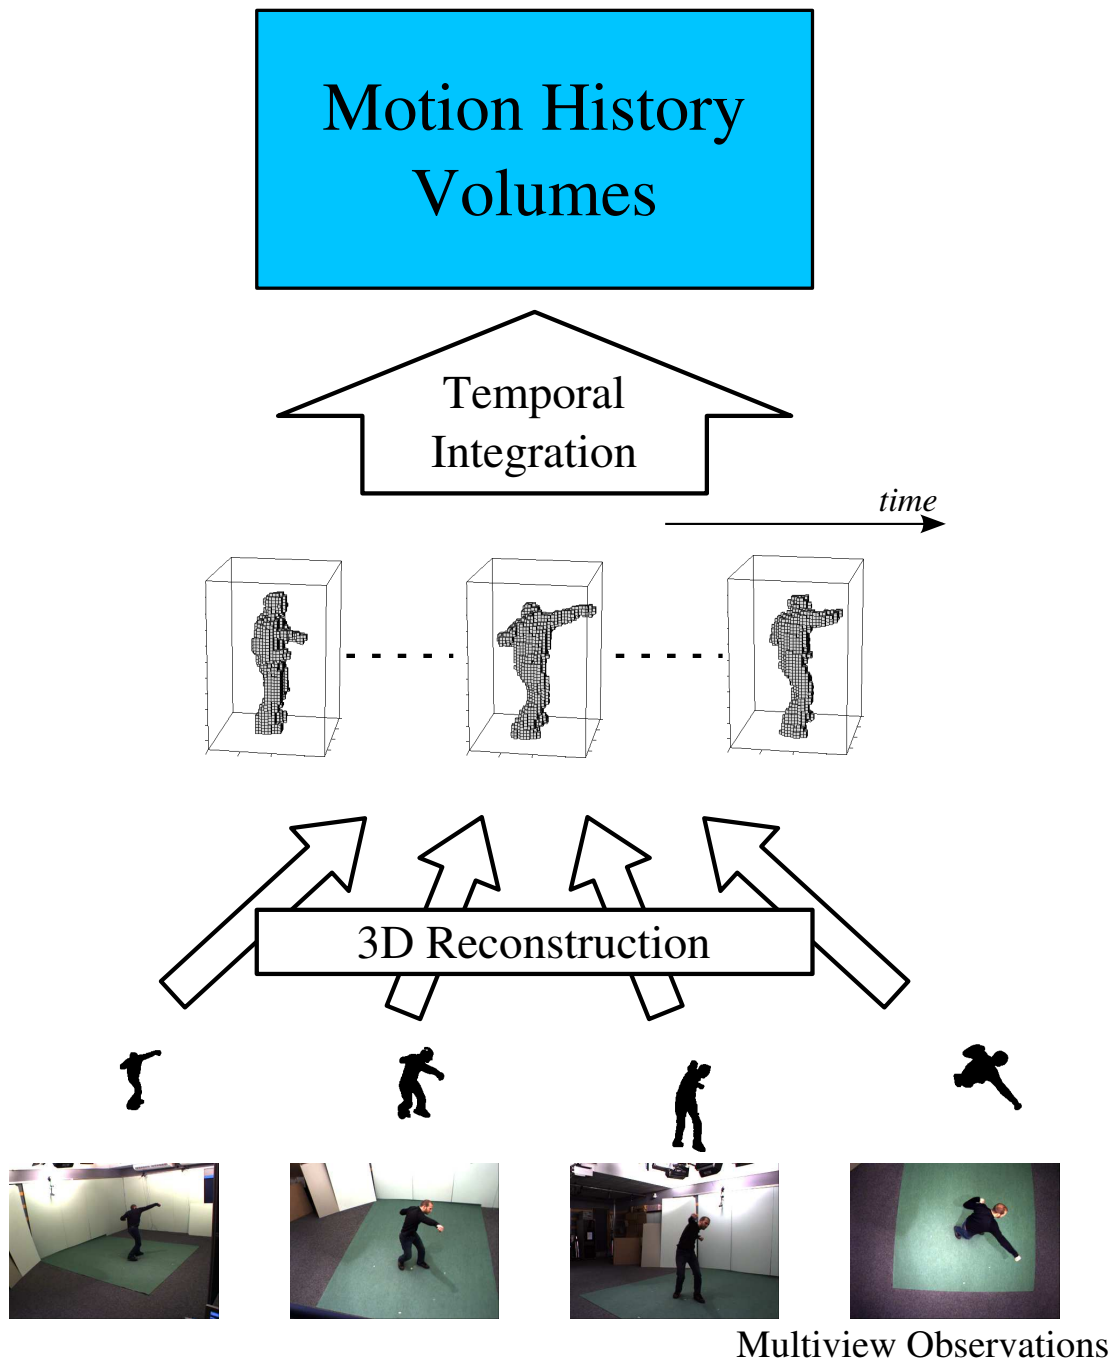 Motion History
Volumes
Temporal
Integration
time
3D Reconstruction
Multiview Observations